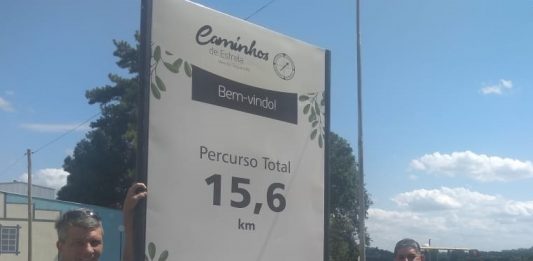 Caminhos
de Estrela
Bem-vindo!
Percurso Total
15,6
km